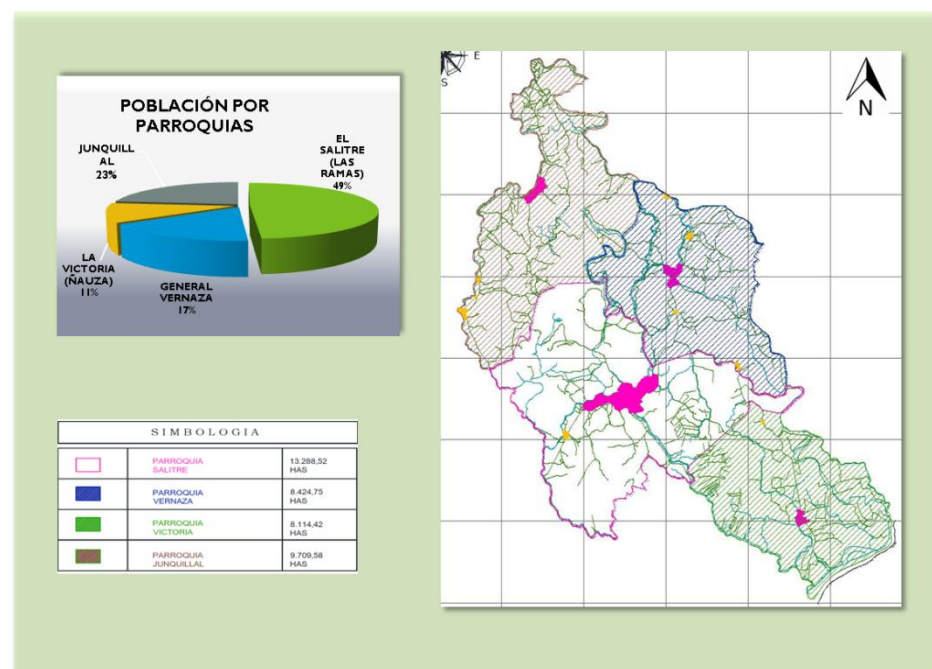 POBLACIÓN POR
PARROQUIAS
JUNQUILL
AL
23%
EL
SALITRE
(LAS
RAMAS)
49%
LA
VICTORIA
(ÑAUZA)
11%
GENERAL
VERNAZA
17%
E
S
N
SIMBOLOGIA
PARROQUIA
SALITRE
13.288,52
HAS
PARROQUIA
VERNAZA
8.424,75
HAS
PARROQUIA
VICTORIA
8.114,42
HAS
PARROQUIA
JUNQUILLAL
9.709,58
HAS